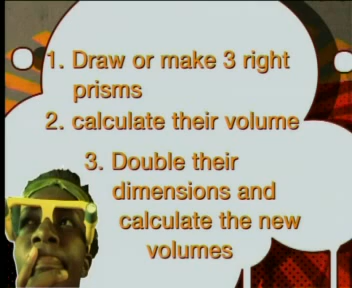 1. Draw or make 3 right
prisms
2. calculate their volume
3. Double their
dimensions and
calculate the new
volumes